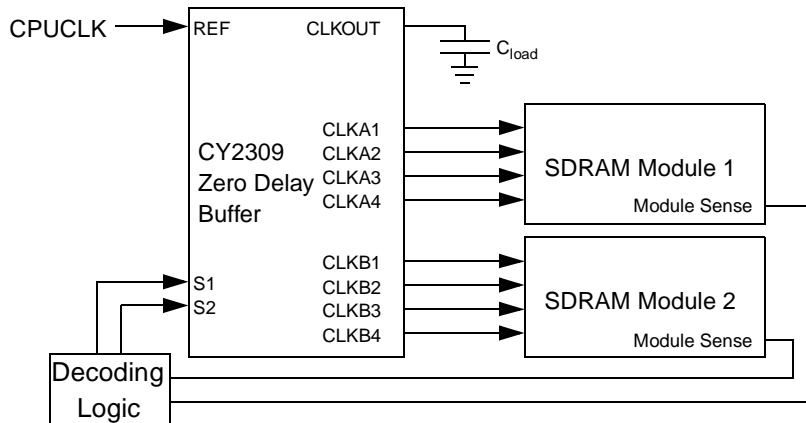 CPUCLK
REF
CLKOUT
Cload
CLKA1
CLKA2
CLKA3
CLKA4
CY2309
Zero Delay
Buffer
SDRAM Module 1
Module Sense
CLKB1
CLKB2
CLKB3
CLKB4
S1
S2
SDRAM Module 2
Module Sense
Decoding
Logic